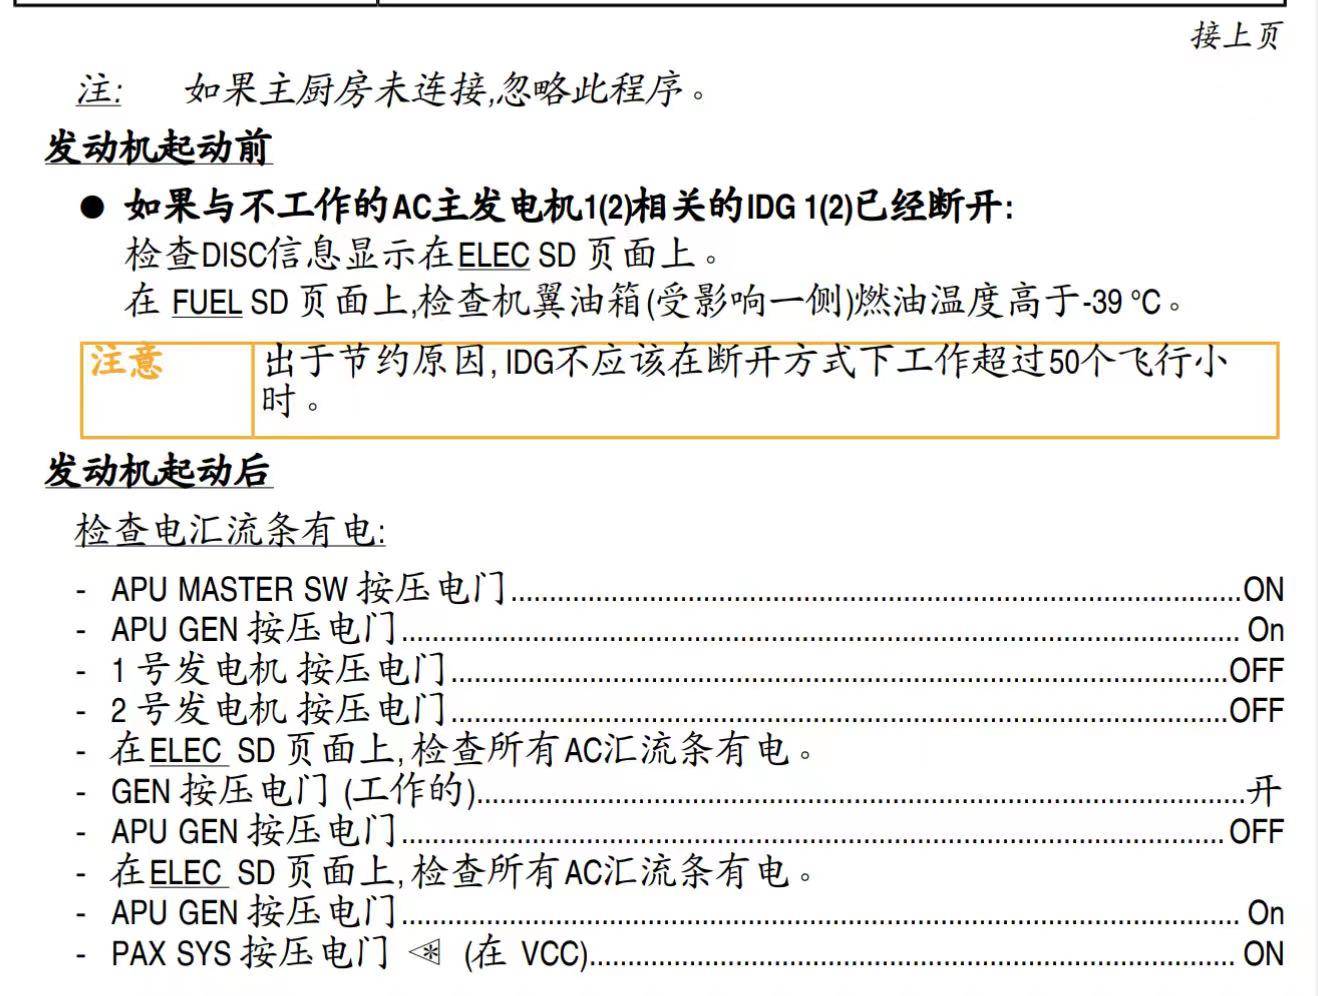 接上页
注: 如果主厨房未连接,忽略此程序。
发动机起动前
● 如果与不工作的AC主发电机1(2)相关的IDG 1(2)已经断开:
检查DISC信息显示在ELEC SD 页面上。
在 FUEL SD 页面上,检查机翼油箱(受影响一侧)燃油温度高于-39 °C。
注意 出于节约原因, IDG不应该在断开方式下工作超过50个飞行小
时。
发动机起动后
检查电汇流条有电:
- APU MASTER SW 按压电门........ON
- APU GEN 按压电门........ On
- 1 号发电机 按压电门........OFF
- 2 号发电机 按压电门........OFF
- 在ELEC SD 页面上, 检查所有AC汇流条有电。
- GEN 按压电门 (工作的)........开
- APU GEN 按压电门........ OFF
- 在ELEC SD 页面上, 检查所有AC汇流条有电。
- APU GEN 按压电门........ On
- PAX SYS 按压电门 (在 VCC)........ ON